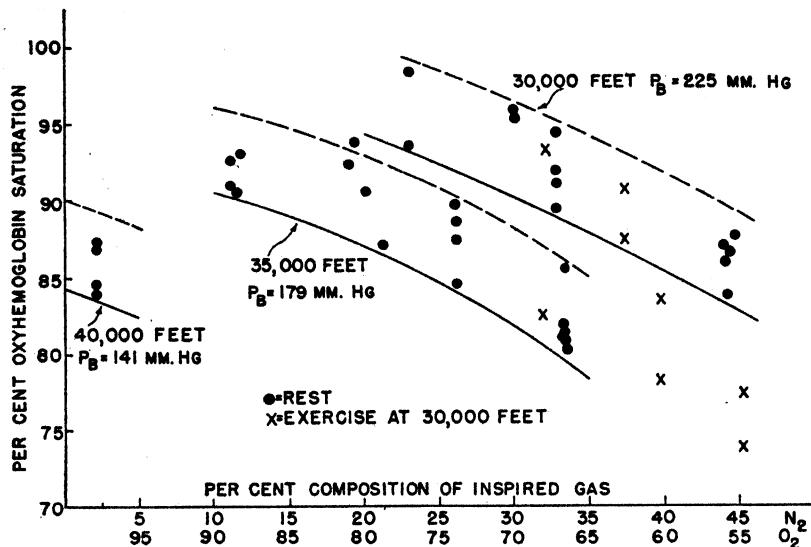 PER CENT OXYHEMOGLOBIN SATURATION
100
95
90
85
80
75
70
30,000 FEET P_B=225 MM. HG
35,000 FEET
P_B=179 MM. HG
40,000 FEET
P_B=141 MM. HG
●=REST
X=EXERCISE AT 30,000 FEET
PER CENT COMPOSITION OF INSPIRED GAS
5 10 15 20 25 30 35 40 45 N₂
95 90 85 80 75 70 65 60 55 O₂